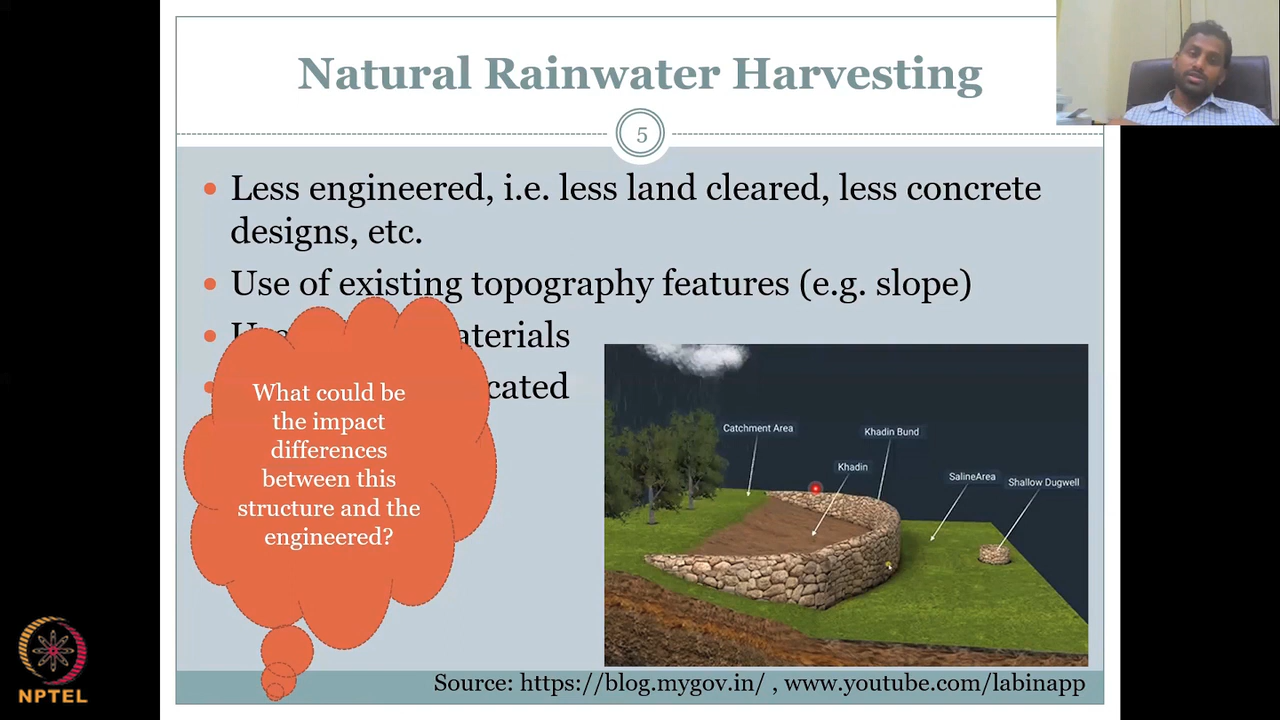 Natural Rainwater Harvesting
5
Less engineered, i.e. less land cleared, less concrete
designs, etc.
Use of existing topography features (e.g. slope)
What could be
the impact
differences
between this
structure and the
engineered?
Catchment Area
Khadin Bund
Khadin
SalineArea
Shallow Dugwell
Source: https://blog.mygov.in/ , www.youtube.com/labinapp
NPTEL